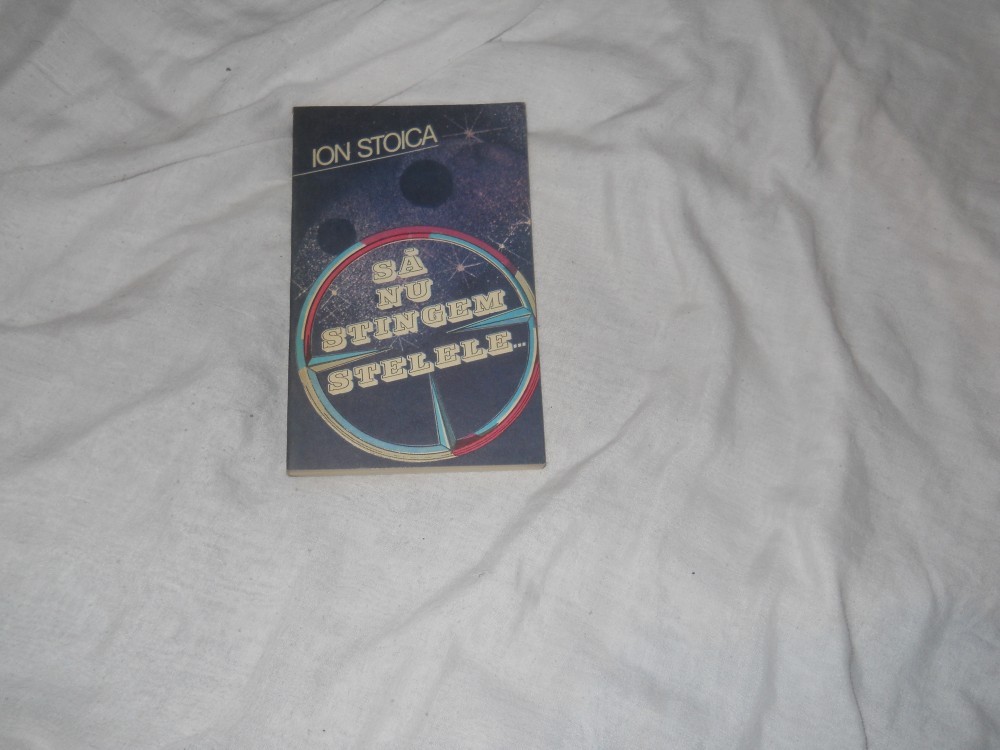 ION STOICA
SĂ
NU
STINGEM
STELELE...